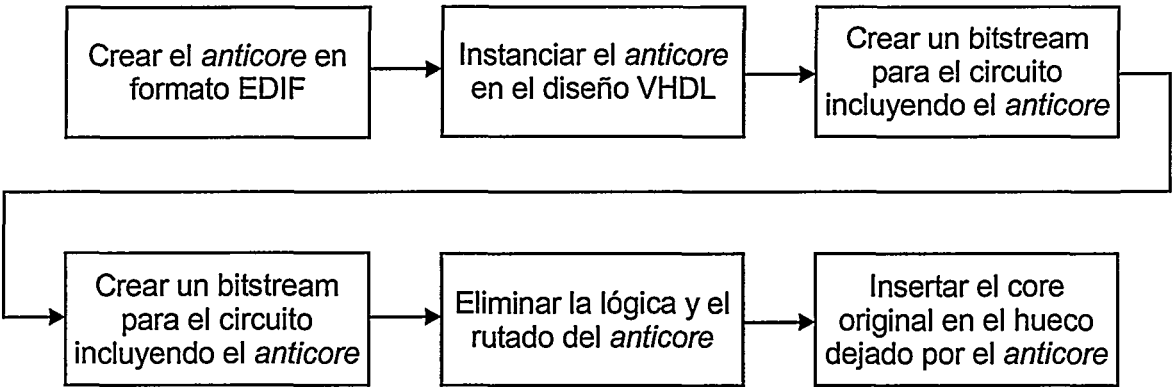 Crear el anticore en
formato EDIF
Instanciar el anticore
en el diseño VHDL
Crear un bitstream
para el circuito
incluyendo el anticore
Crear un bitstream
para el circuito
incluyendo el anticore
Eliminar la lógica y el
rutado del anticore
Insertar el core
original en el hueco
dejado por el anticore